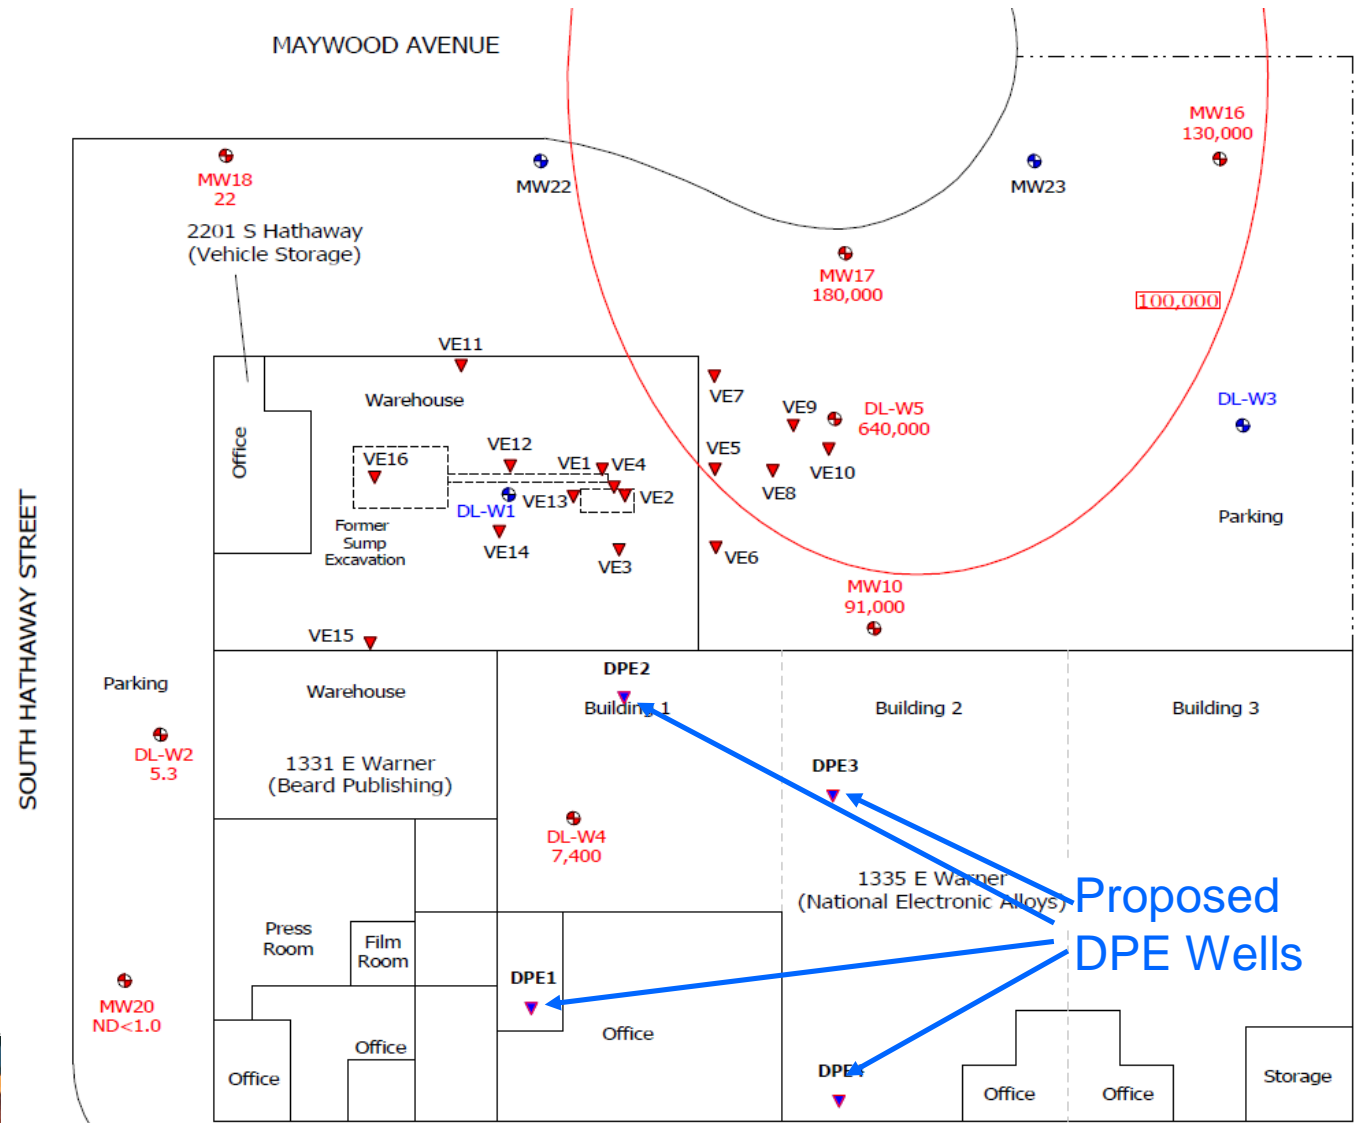 MAYWOOD AVENUE
MW16
130,000
MW18
22
MW22
MW23
2201 S Hathaway
(Vehicle Storage)
MW17
180,000
100,000
VE11
Warehouse
VE7
VE9
DL-W5
640,000
DL-W3
Office
VE16
VE12
VE1
VE4
VE5
VE10
VE8
VE13
VE2
DL-W1
Former
Sump
Excavation
VE14
VE3
VE6
Parking
MW10
91,000
SOUTH HATHAWAY STREET
VE15
Parking
Warehouse
DPE2
Building 1
Building 2
Building 3
DL-W2
5.3
1331 E Warner
(Beard Publishing)
DPE3
DL-W4
7,400
1335 E Warner
(National Electronic Alloys)
Proposed
DPE Wells
Press
Room
Film
Room
DPE1
MW20
ND<1.0
Office
Office
Office
DPE4
Office
Office
Storage